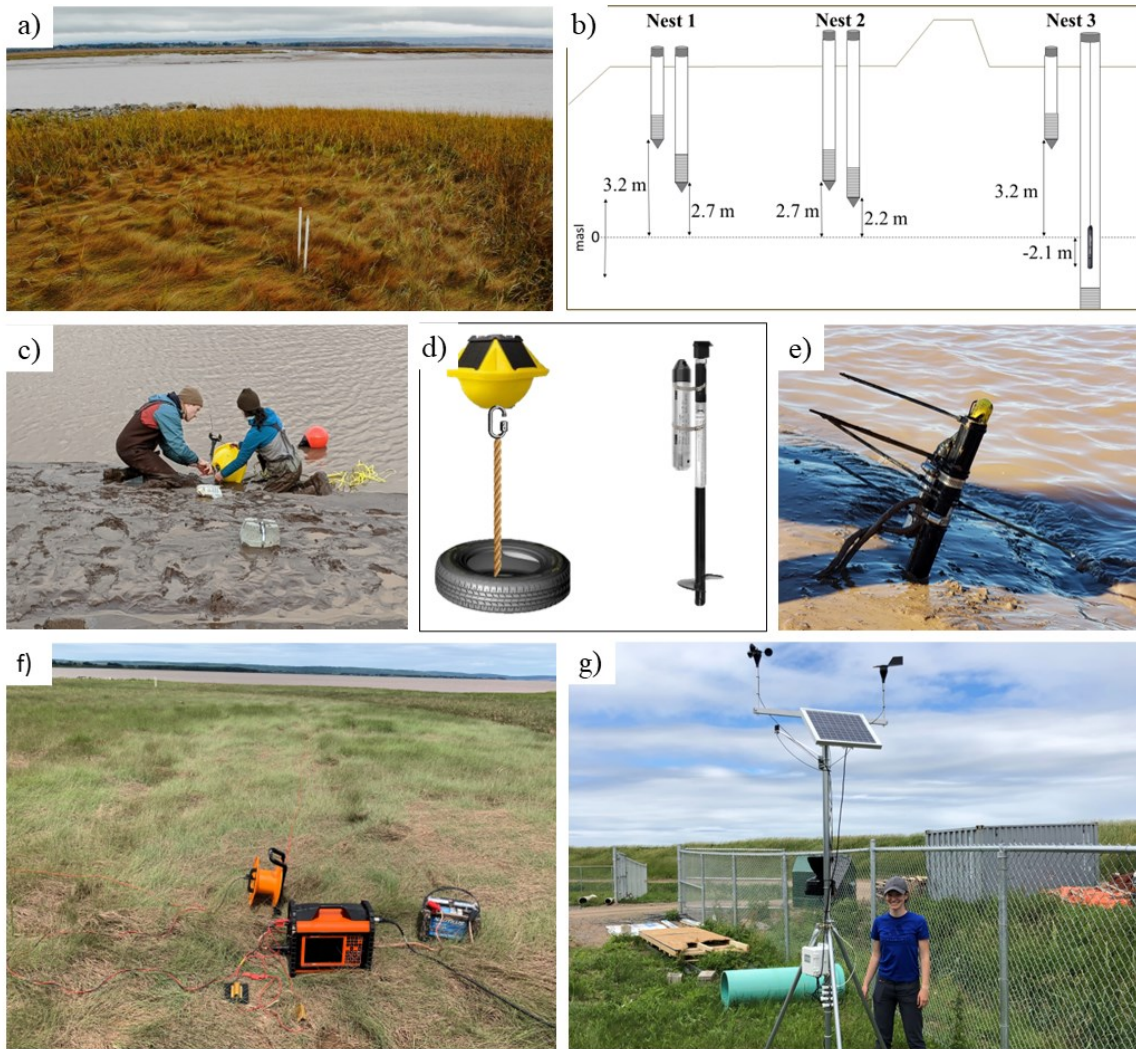 a)
b)
Nest 1
Nest 2
Nest 3
3.2 m
2.7 m
2.7 m
2.2 m
3.2 m
masl
0
-2.1 m
c)
d)
e)
f)
g)